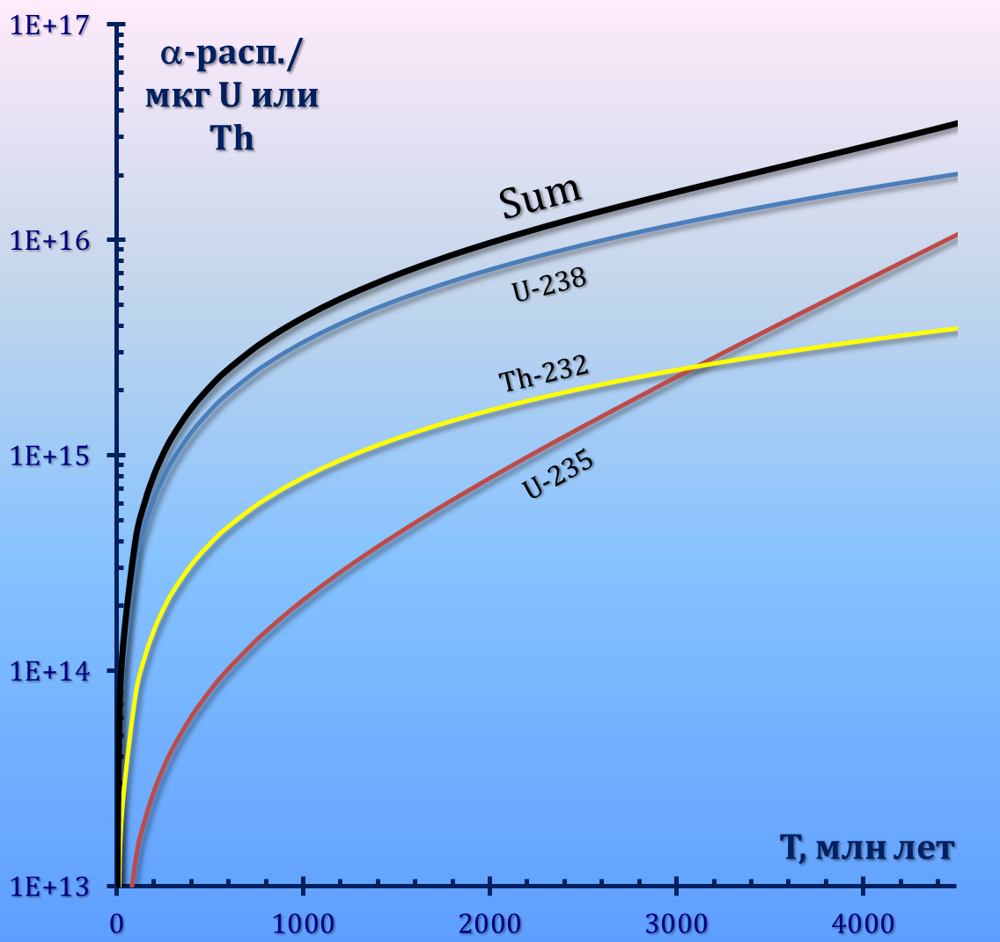 1E+17
α-расп./
мкг U или
Th
Sum
1E+16
U-238
Th-232
1E+15
U-235
1E+14
T, млн лет
1E+13
0 1000 2000 3000 4000